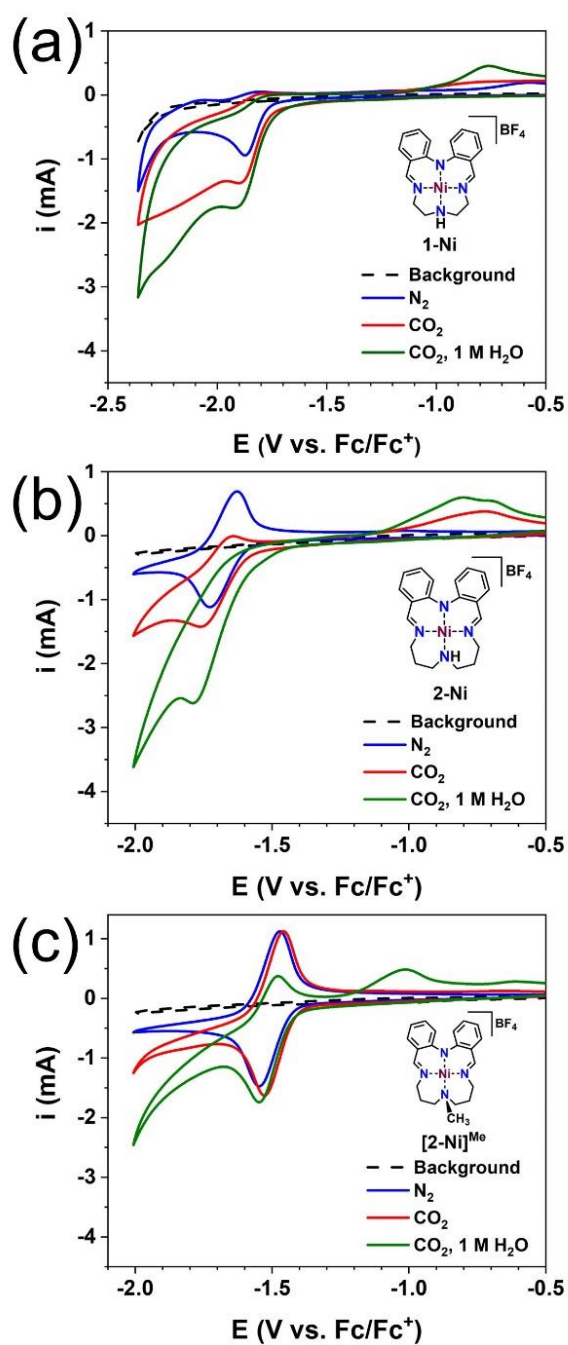 (a)
1
0
-1
-2
-3
-4
i (mA)
BF4
N
N
Ni
N
N
H
1-Ni
Background
N2
CO2
CO2, 1 M H2O
-2.5 -2.0 -1.5 -1.0 -0.5
E (V vs. Fc/Fc+)
(b)
1
0
-1
-2
-3
-4
i (mA)
BF4
N
N
Ni
N
NH
2-Ni
Background
N2
CO2
CO2, 1 M H2O
-2.0 -1.5 -1.0 -0.5
E (V vs. Fc/Fc+)
(c)
1
0
-1
-2
-3
-4
i (mA)
BF4
N
N
Ni
N
N
CH3
[2-Ni]Me
Background
N2
CO2
CO2, 1 M H2O
-2.0 -1.5 -1.0 -0.5
E (V vs. Fc/Fc+)